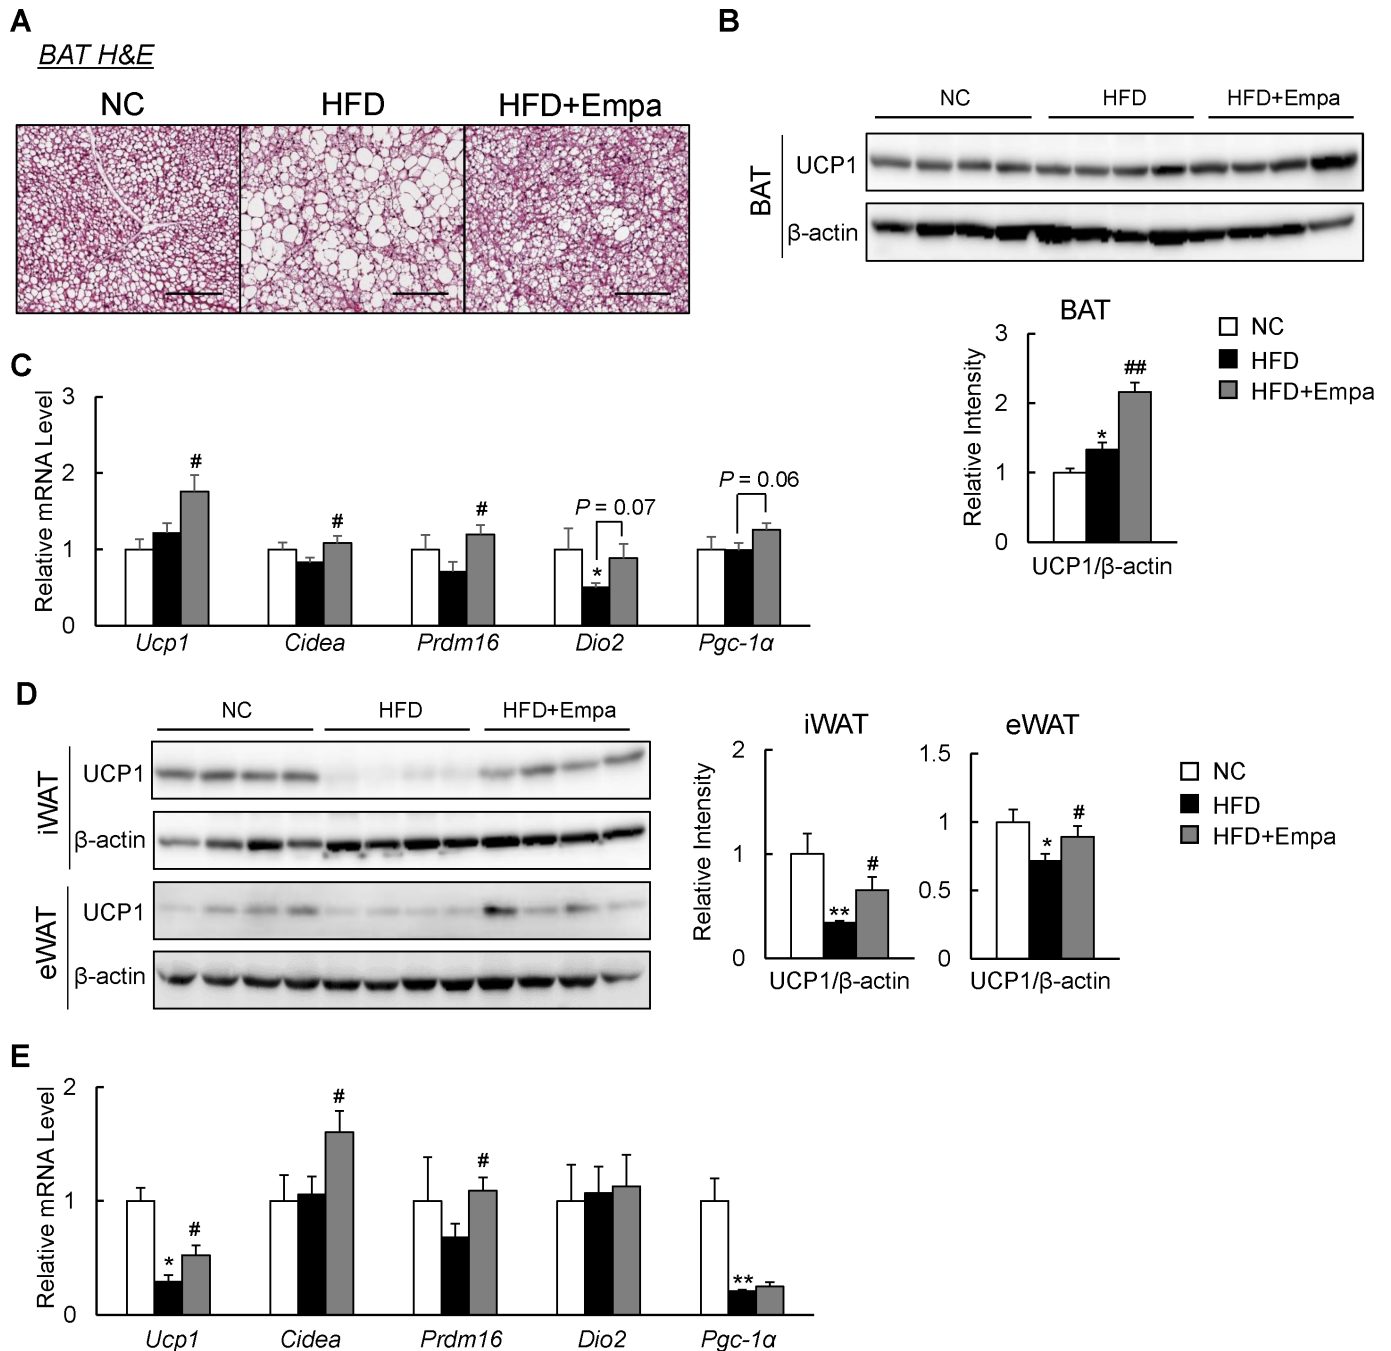 A
BAT H&E
NC
HFD
HFD+Empa
B
NC
HFD
HFD+Empa
BAT
UCP1
β-actin
BAT
Relative Intensity
3
2
1
0
##
*
UCP1/β-actin
NC
HFD
HFD+Empa
C
Relative mRNA Level
3
2
1
0
#
#
#
*
P = 0.07
P = 0.06
Ucp1
Cidea
Prdm16
Dio2
Pgc-1α
D
NC
HFD
HFD+Empa
iWAT
UCP1
β-actin
eWAT
UCP1
β-actin
iWAT
Relative Intensity
2
1
0
**
#
UCP1/β-actin
eWAT
1.5
1
0.5
0
*
#
UCP1/β-actin
NC
HFD
HFD+Empa
E
Relative mRNA Level
2
1
0
*
#
#
#
**
Ucp1
Cidea
Prdm16
Dio2
Pgc-1α